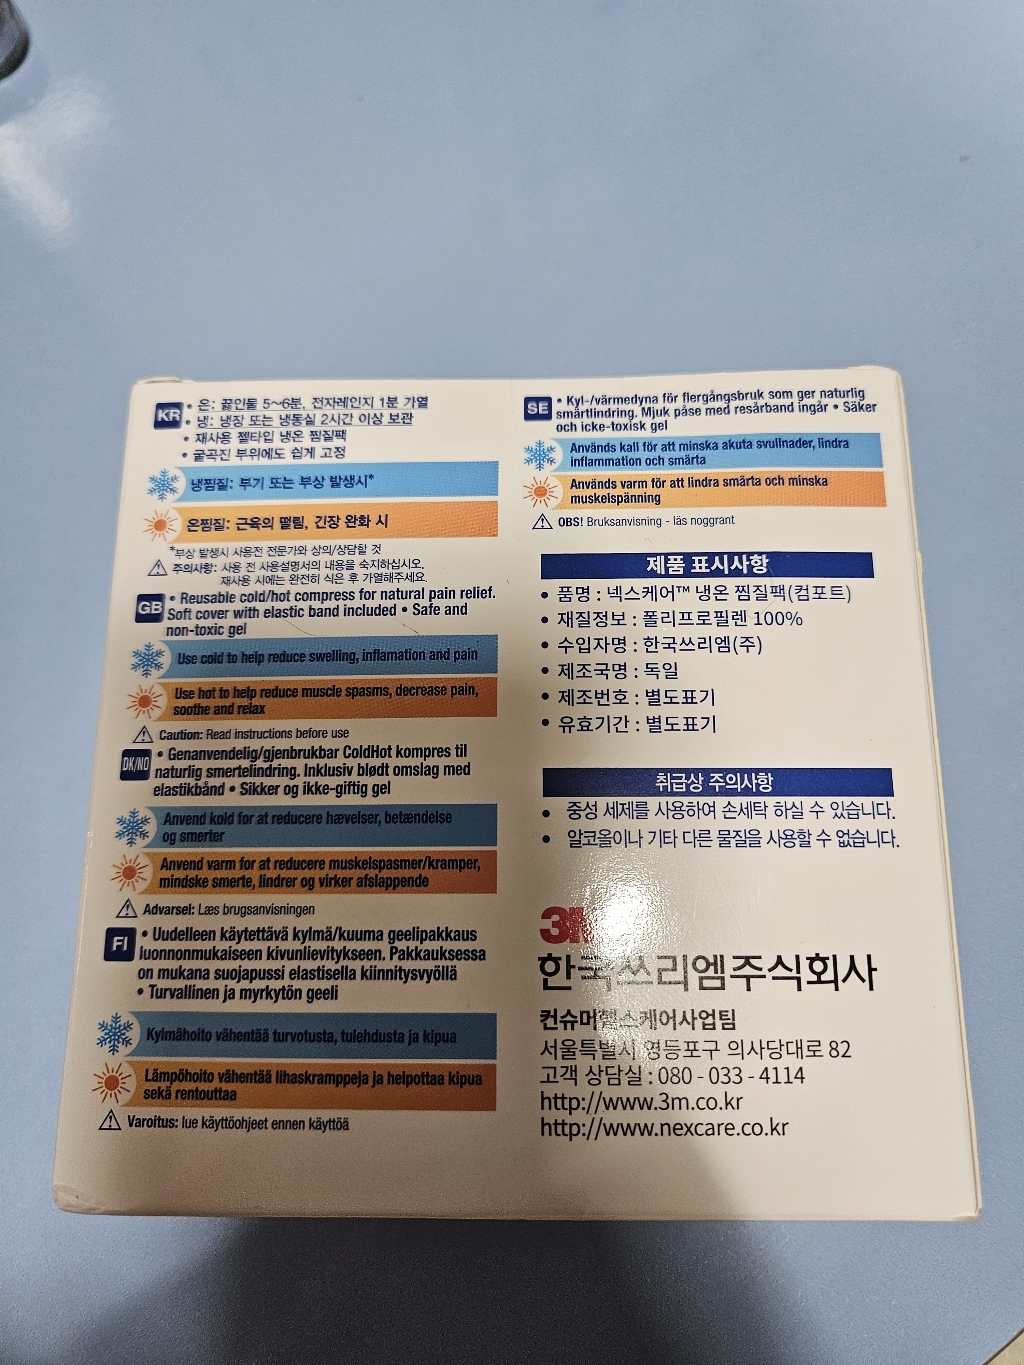 KR
• 온: 끓인물 5~6분, 전자레인지 1분 가열
• 냉: 냉장 또는 냉동실 2시간 이상 보관
• 재사용 젤타입 냉온 찜질팩
• 굴곡진 부위에도 쉽게 고정
냉찜질: 부기 또는 부상 발생시*
온찜질: 근육의 떨림, 긴장 완화 시
*부상 발생시 사용전 전문가와 상의/상담할 것
주의사항: 사용 전 사용설명서의 내용을 숙지하십시오.
재사용 시에는 완전히 식은 후 가열해주세요.
GB
• Reusable cold/hot compress for natural pain relief.
Soft cover with elastic band included • Safe and
non-toxic gel
Use cold to help reduce swelling, inflamation and pain
Use hot to help reduce muscle spasms, decrease pain,
soothe and relax
Caution: Read instructions before use
DK/NO
• Genanvendelig/gjenbrukbar ColdHot kompres til
naturlig smertelindring. Inklusiv blødt omslag med
elastikbånd • Sikker og ikke-giftig gel
Anvend kold for at reducere hævelser, betændelse
og smerter
Anvend varm for at reducere muskelspasmer/kramper,
mindske smerte, lindrer og virker afslappende
Advarsel: Læs brugsanvisningen
FI
• Uudelleen käytettävä kylmä/kuuma geelipakkaus
luonnonmukaiseen kivunlievitykseen. Pakkauksessa
on mukana suojapussi elastisella kiinnitysvyöllä
• Turvallinen ja myrkytön geeli
Kylmähoito vähentää turvotusta, tulehdusta ja kipua
Lämpöhoito vähentää lihaskramppeja ja helpottaa kipua
sekä rentouttaa
Varoitus: lue käyttöohjeet ennen käyttöä
SE
• Kyl-/värmedyna för flergångsbruk som ger naturlig
smärtlindring. Mjuk påse med resårband ingår • Säker
och icke-toxisk gel
Används kall för att minska akuta svullnader, lindra
inflammation och smärta
Används varm för att lindra smärta och minska
muskelspänning
OBS! Bruksanvisning - läs noggrant
제품 표시사항
• 품명 : 넥스케어™ 냉온 찜질팩(컴포트)
• 재질정보 : 폴리프로필렌 100%
• 수입자명 : 한국쓰리엠(주)
• 제조국명 : 독일
• 제조번호 : 별도표기
• 유효기간 : 별도표기
취급상 주의사항
• 중성 세제를 사용하여 손세탁 하실 수 있습니다.
• 알코올이나 기타 다른 물질을 사용할 수 없습니다.
3M
한국쓰리엠주식회사
컨슈머헬스케어사업팀
서울특별시 영등포구 의사당대로 82
고객 상담실 : 080 - 033 - 4114
http://www.3m.co.kr
http://www.nexcare.co.kr